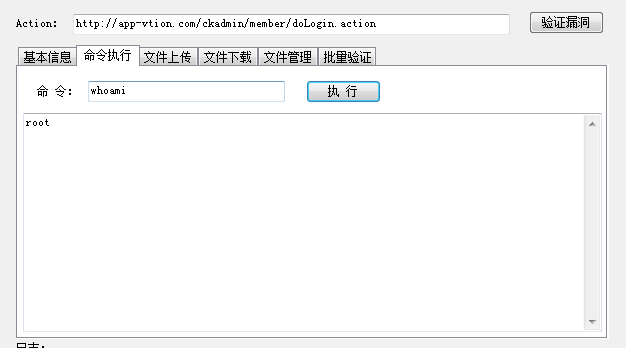 Action: http://app-vtion.com/ckadmin/member/doLogin.action 验证漏洞
基本信息 命令执行 文件上传 文件下载 文件管理 批量验证
命 令: whoami 执 行
root